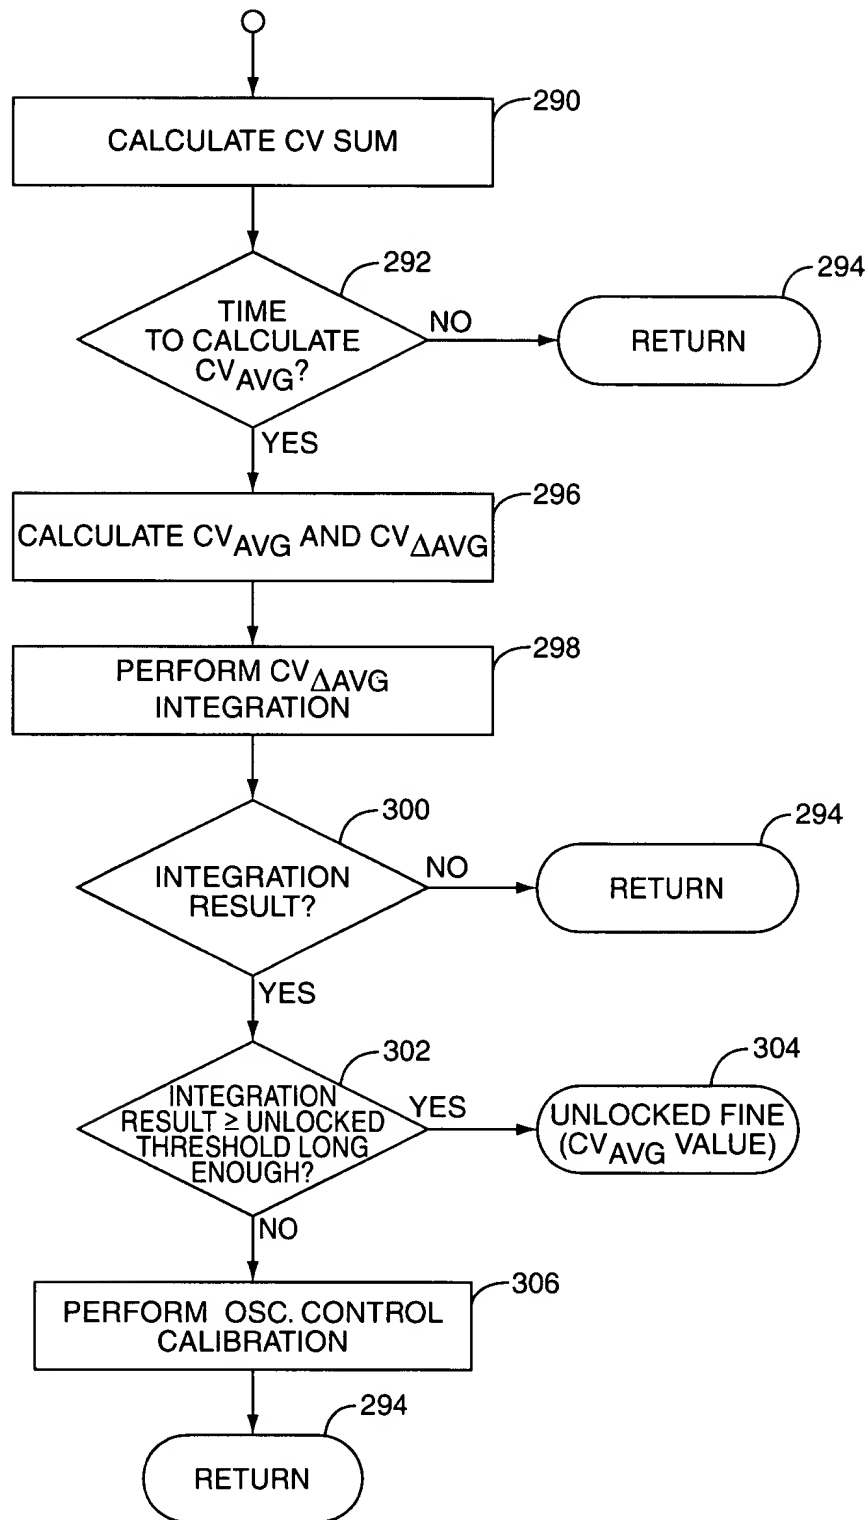 290
CALCULATE CV SUM
292
TIME
TO CALCULATE
CVAVG?
NO
294
RETURN
YES
296
CALCULATE CVAVG AND CVΔAVG
298
PERFORM CVΔAVG
INTEGRATION
300
INTEGRATION
RESULT?
NO
294
RETURN
YES
302
INTEGRATION
RESULT ≥ UNLOCKED
THRESHOLD LONG
ENOUGH?
YES
304
UNLOCKED FINE
(CVAVG VALUE)
NO
306
PERFORM OSC. CONTROL
CALIBRATION
294
RETURN